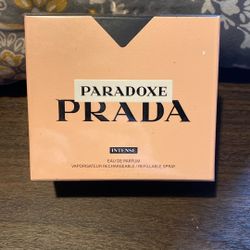 PARADOXE
PRADA
INTENSE
EAU DE PARFUM
VAPORISATEUR RECHARGEABLE / REFILLABLE SPRAY